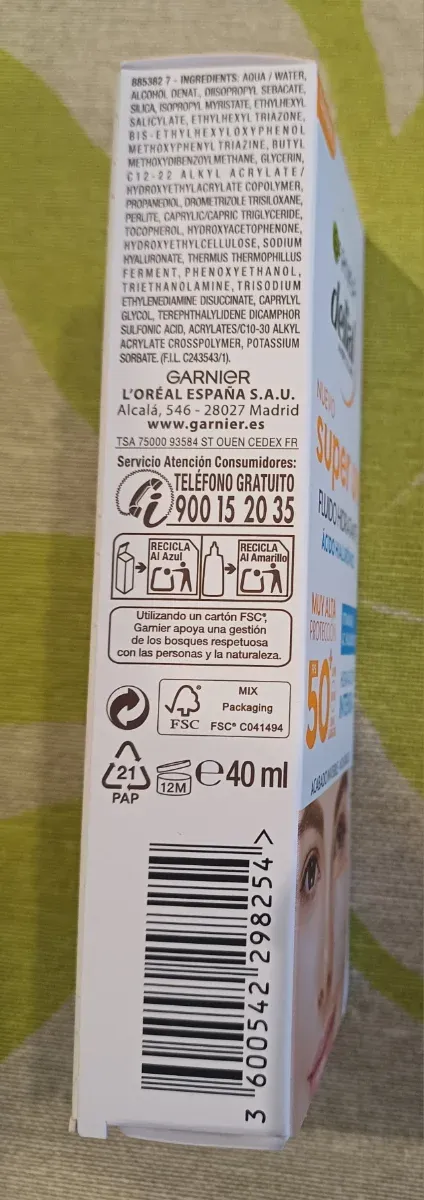 885382 7 - INGREDIENTS: AQUA / WATER,
ALCOHOL DENAT., DIISOPROPYL SEBACATE,
SILICA, ISOPROPYL MYRISTATE, ETHYLHEXYL
SALICYLATE, ETHYLHEXYL TRIAZONE,
BIS-ETHYLHEXYLOXYPHENOL
METHOXYPHENYL TRIAZINE, BUTYL
METHOXYDIBENZOYLMETHANE, GLYCERIN,
C12-22 ALKYL ACRYLATE/
HYDROXYETHYLACRYLATE COPOLYMER,
PROPANEDIOL, DROMETRIZOLE TRISILOXANE,
PERLITE, CAPRYLIC/CAPRIC TRIGLYCERIDE,
TOCOPHEROL, HYDROXYACETOPHENONE,
HYDROXYETHYLCELLULOSE, SODIUM
HYALURONATE, THERMUS THERMOPHILLUS
FERMENT, PHENOXYETHANOL,
TRIETHANOLAMINE, TRISODIUM
ETHYLENEDIAMINE DISUCCINATE, CAPRYLYL
GLYCOL, TEREPHTHALYLIDENE DICAMPHOR
SULFONIC ACID, ACRYLATES/C10-30 ALKYL
ACRYLATE CROSSPOLYMER, POTASSIUM
SORBATE. (F.I.L. C243543/1).
GARNIER
L'ORÉAL ESPAÑA S.A.U.
Alcalá, 546 - 28027 Madrid
www.garnier.es
TSA 75000 93584 ST OUEN CEDEX FR
Servicio Atención Consumidores:
TELÉFONO GRATUITO
900 15 20 35
RECICLA
Al Azul
RECICLA
Al Amarillo
Utilizando un cartón FSC®,
Garnier apoya una gestión
de los bosques respetuosa
con las personas y la naturaleza.
FSC
MIX
Packaging
FSC® C041494
21
PAP
12M
e 40 ml
3 600542 298254 >
delial
NUEVO
super
FLUIDO
ÁCIDO
MUY ALTA
PROTECCIÓN
50+